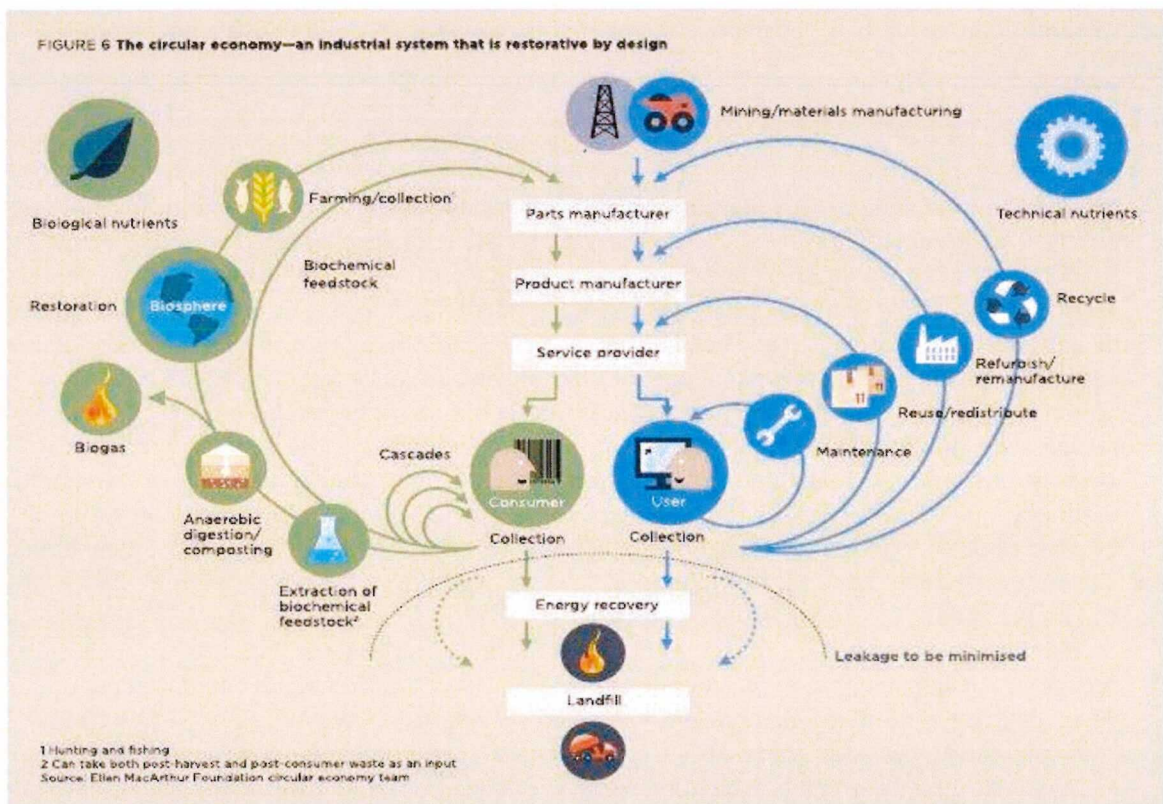 FIGURE 6 The circular economy—an industrial system that is restorative by design
Mining/materials manufacturing
Biological nutrients
Farming/collection¹
Parts manufacturer
Technical nutrients
Biochemical
feedstock
Product manufacturer
Restoration
Biosphere
Recycle
Service provider
Refurbish/
remanufacture
Reuse/redistribute
Biogas
Cascades
Maintenance
Consumer
User
Anaerobic
digestion/
composting
Collection
Collection
Extraction of
biochemical
feedstock²
Energy recovery
Leakage to be minimised
Landfill
1 Hunting and fishing
2 Can take both post-harvest and post-consumer waste as an input
Source: Ellen MacArthur Foundation circular economy team